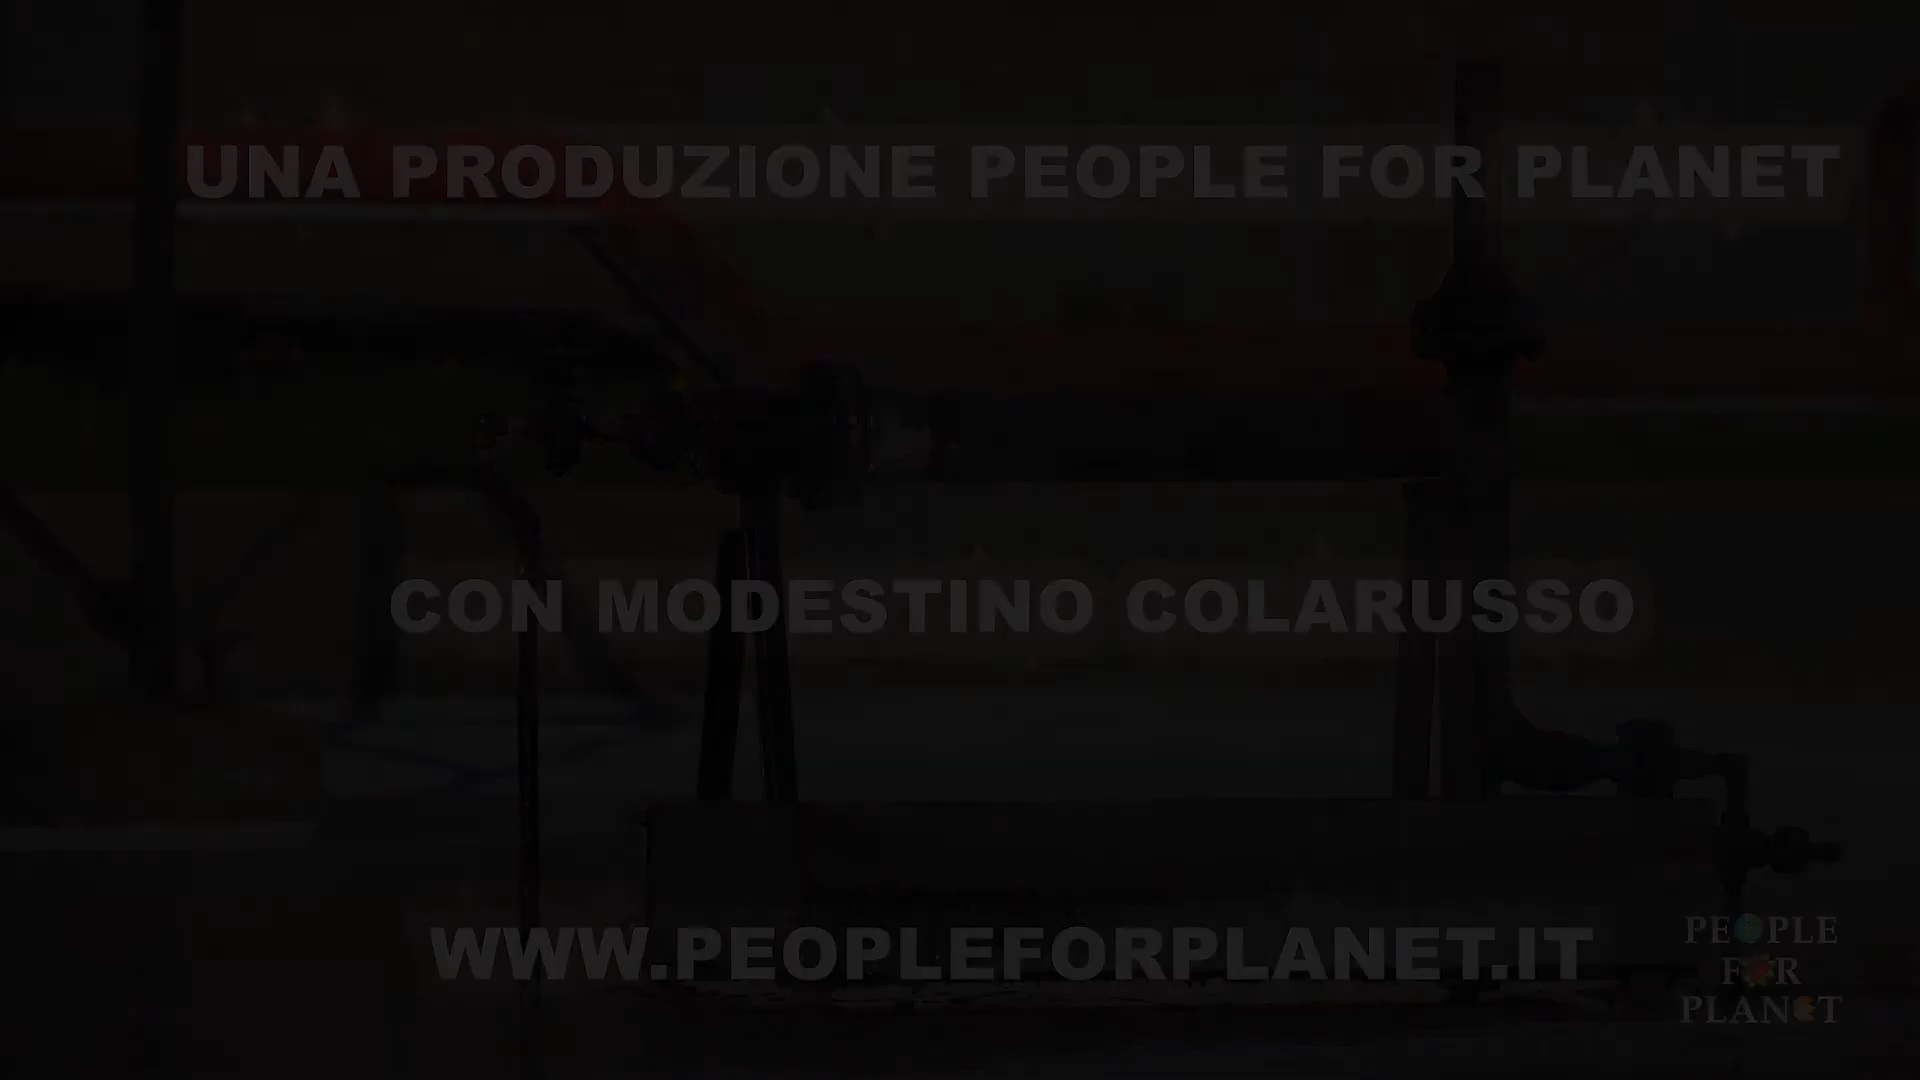 UNA PRODUZIONE PEOPLE FOR PLANET
CON MODESTINO COLARUSSO
WWW.PEOPLEFORPLANET.IT
PEOPLE
FOR
PLANET